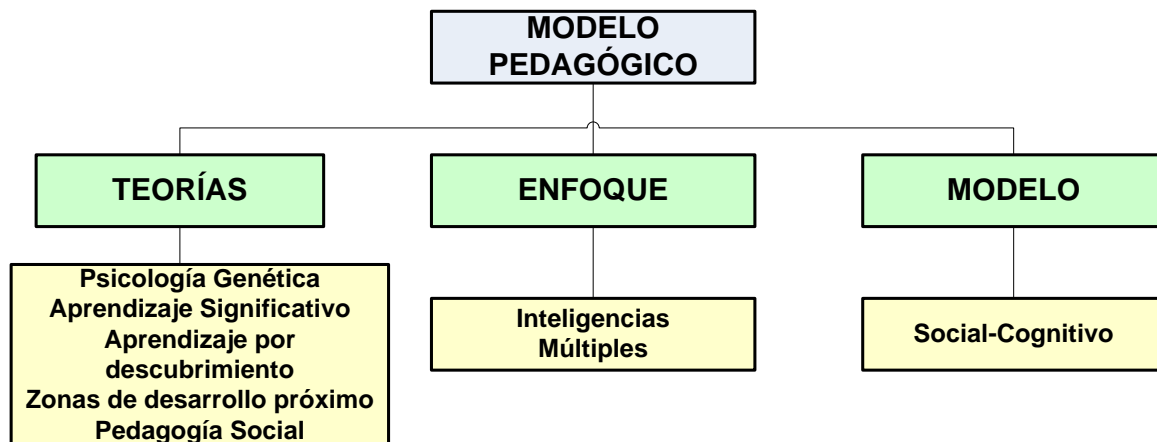 MODELO
PEDAGÓGICO
TEORÍAS
ENFOQUE
MODELO
Psicología Genética
Aprendizaje Significativo
Aprendizaje por
descubrimiento
Zonas de desarrollo próximo
Pedagogía Social
Inteligencias
Múltiples
Social-Cognitivo